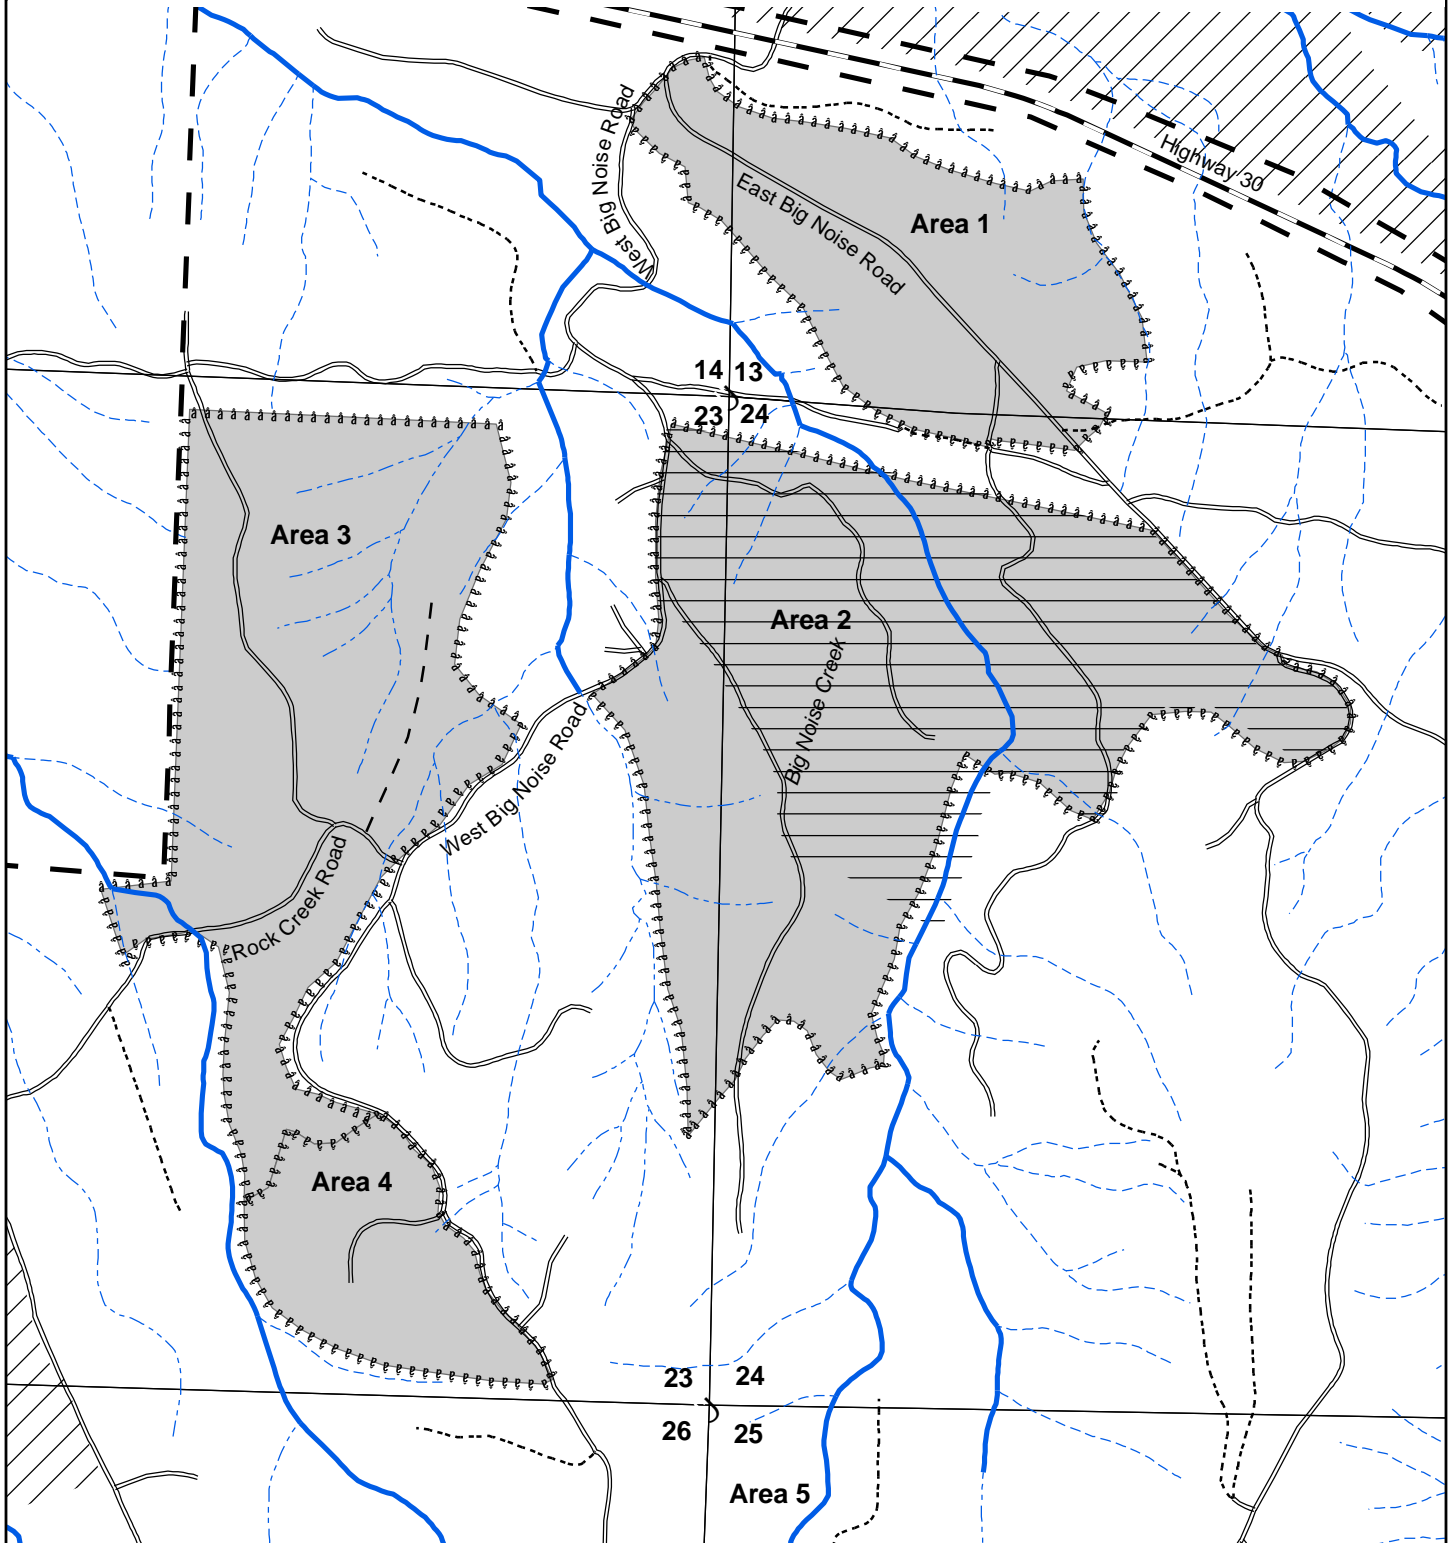 West Big Noise Road
Highway 30
East Big Noise Road
Area 1
14 13
23 24
Area 3
Area 2
Big Noise Creek
West Big Noise Road
Rock Creek Road
Area 4
23 24
26 25
Area 5